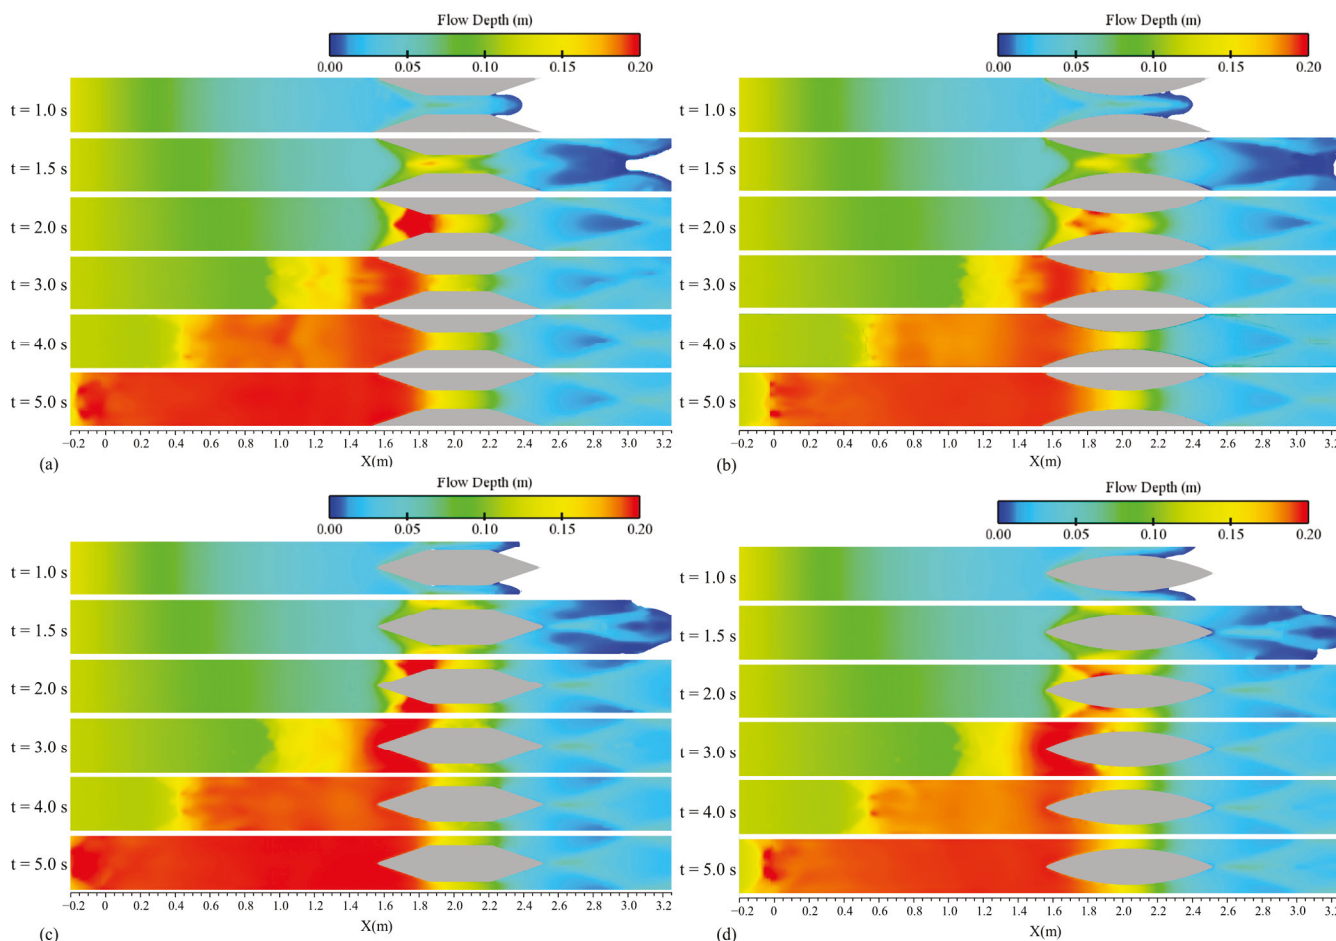 Flow Depth (m)
0.00 0.05 0.10 0.15 0.20
t = 1.0 s
t = 1.5 s
t = 2.0 s
t = 3.0 s
t = 4.0 s
t = 5.0 s
−0.2 0.2 0.4 0.6 0.8 1.0 1.2 1.4 1.6 1.8 2.0 2.2 2.4 2.6 2.8 3.0 3.2
X(m)
(a)
Flow Depth (m)
0.00 0.05 0.10 0.15 0.20
t = 1.0 s
t = 1.5 s
t = 2.0 s
t = 3.0 s
t = 4.0 s
t = 5.0 s
−0.2 0.2 0.4 0.6 0.8 1.0 1.2 1.4 1.6 1.8 2.0 2.2 2.4 2.6 2.8 3.0 3.2
X(m)
(b)
Flow Depth (m)
0.00 0.05 0.10 0.15 0.20
t = 1.0 s
t = 1.5 s
t = 2.0 s
t = 3.0 s
t = 4.0 s
t = 5.0 s
−0.2 0.2 0.4 0.6 0.8 1.0 1.2 1.4 1.6 1.8 2.0 2.2 2.4 2.6 2.8 3.0 3.2
X(m)
(c)
Flow Depth (m)
0.00 0.05 0.10 0.15 0.20
t = 1.0 s
t = 1.5 s
t = 2.0 s
t = 3.0 s
t = 4.0 s
t = 5.0 s
−0.2 0.2 0.4 0.6 0.8 1.0 1.2 1.4 1.6 1.8 2.0 2.2 2.4 2.6 2.8 3.0 3.2
X(m)
(d)